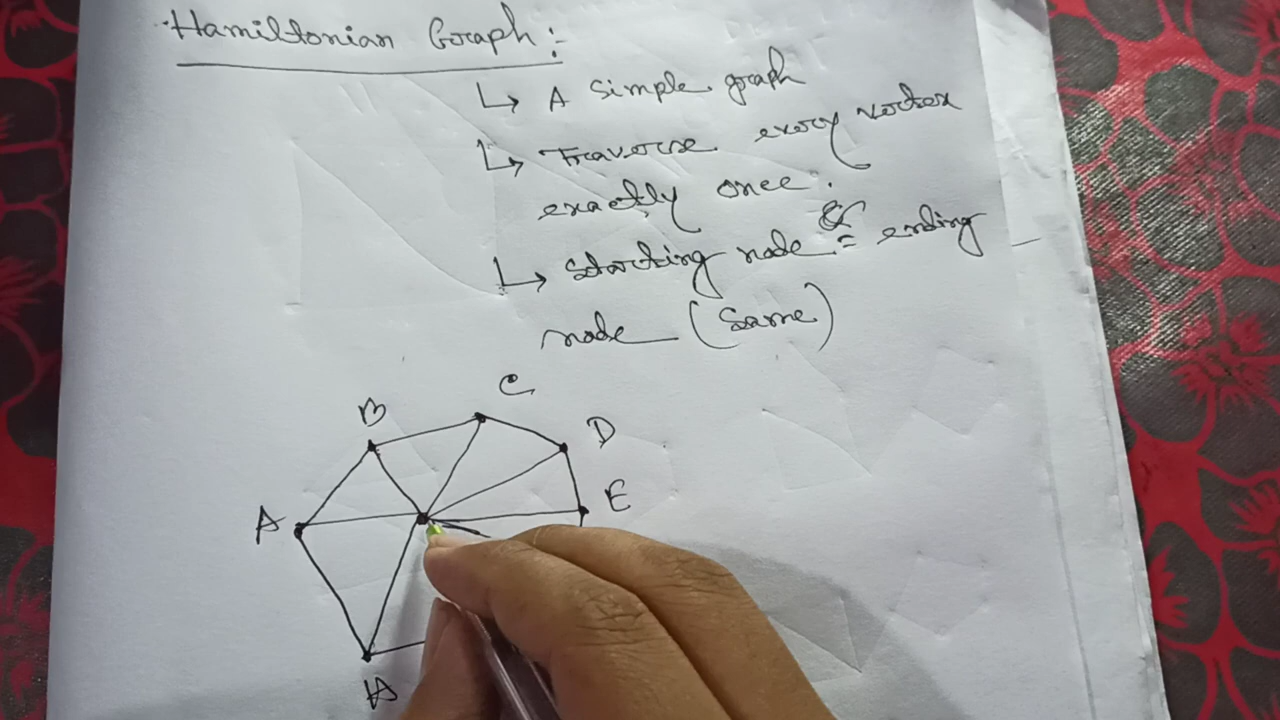 Hamiltonian Graph :-
↳ A simple graph
↳ Traverse every vertex
exactly once.
↳ Starting node & ending
node (Same)
C
B
D
E
A